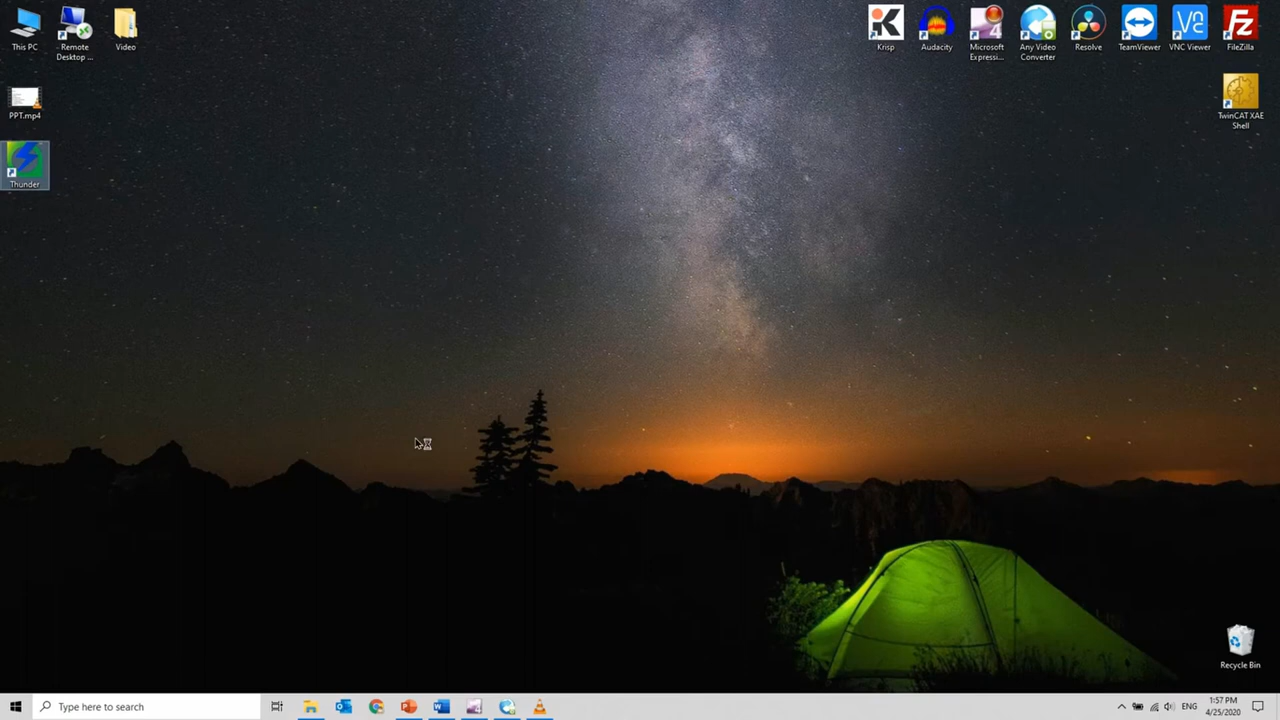 This PC
Remote
Desktop ...
Video
Krisp
Audacity
Microsoft
Expressi...
Any Video
Converter
Resolve
TeamViewer
VNC Viewer
FileZilla
PPT.mp4
TwinCAT XAE
Shell
Thunder
Recycle Bin
Type here to search
ENG
1:57 PM
4/25/2020